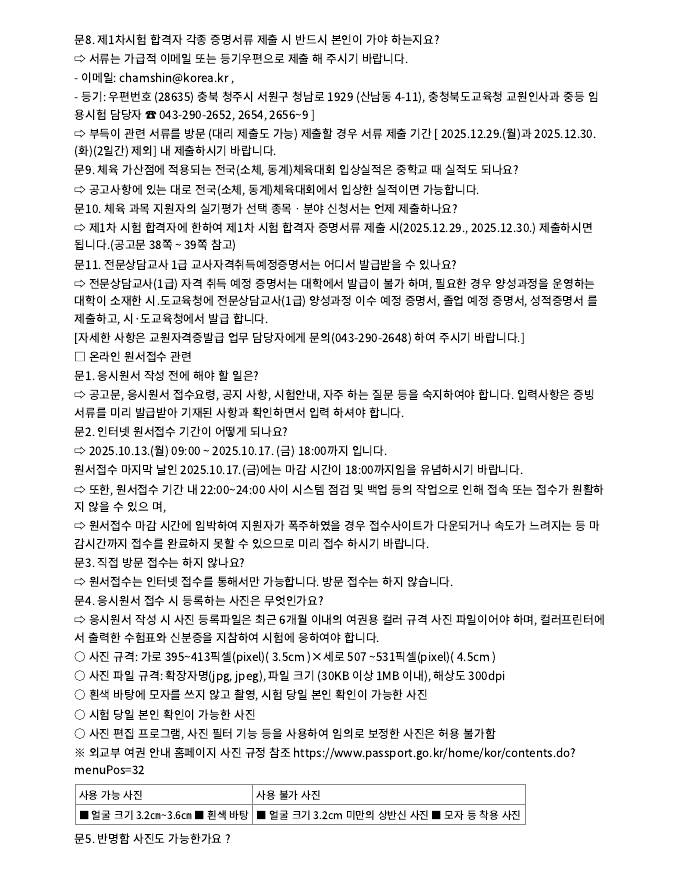 문8. 제1차시험 합격자 각종 증명서류 제출 시 반드시 본인이 가야 하는지요?
⇨ 서류는 가급적 이메일 또는 등기우편으로 제출 해 주시기 바랍니다.
- 이메일: chamshin@korea.kr ,
- 등기: 우편번호 (28635) 충북 청주시 서원구 청남로 1929 (산남동 4-11), 충청북도교육청 교원인사과 중등 임
용시험 담당자 ☎ 043-290-2652, 2654, 2656~9 ]
⇨ 부득이 관련 서류를 방문 (대리 제출도 가능) 제출할 경우 서류 제출 기간 [ 2025.12.29.(월)과 2025.12.30.
(화)(2일간) 제외] 내 제출하시기 바랍니다.
문9. 체육 가산점에 적용되는 전국(소체, 동계)체육대회 입상실적은 중학교 때 실적도 되나요?
⇨ 공고사항에 있는 대로 전국(소체, 동계)체육대회에서 입상한 실적이면 가능합니다.
문10. 체육 과목 지원자의 실기평가 선택 종목ㆍ분야 신청서는 언제 제출하나요?
⇨ 제1차 시험 합격자에 한하여 제1차 시험 합격자 증명서류 제출 시(2025.12.29., 2025.12.30.) 제출하시면
됩니다.(공고문 38쪽 ~ 39쪽 참고)
문11. 전문상담교사 1급 교사자격취득예정증명서는 어디서 발급받을 수 있나요?
⇨ 전문상담교사(1급) 자격 취득 예정 증명서는 대학에서 발급이 불가 하며, 필요한 경우 양성과정을 운영하는
대학이 소재한 시.도교육청에 전문상담교사(1급) 양성과정 이수 예정 증명서, 졸업 예정 증명서, 성적증명서 를
제출하고, 시·도교육청에서 발급 합니다.
[자세한 사항은 교원자격증발급 업무 담당자에게 문의(043-290-2648) 하여 주시기 바랍니다.]
□ 온라인 원서접수 관련
문1. 응시원서 작성 전에 해야 할 일은?
⇨ 공고문, 응시원서 접수요령, 공지 사항, 시험안내, 자주 하는 질문 등을 숙지하여야 합니다. 입력사항은 증빙
서류를 미리 발급받아 기재된 사항과 확인하면서 입력 하셔야 합니다.
문2. 인터넷 원서접수 기간이 어떻게 되나요?
⇨ 2025.10.13.(월) 09:00 ~ 2025.10.17. (금) 18:00까지 입니다.
원서접수 마지막 날인 2025.10.17.(금)에는 마감 시간이 18:00까지임을 유념하시기 바랍니다.
⇨ 또한, 원서접수 기간 내 22:00~24:00 사이 시스템 점검 및 백업 등의 작업으로 인해 접속 또는 접수가 원활하
지 않을 수 있으 며,
⇨ 원서접수 마감 시간에 임박하여 지원자가 폭주하였을 경우 접수사이트가 다운되거나 속도가 느려지는 등 마
감시간까지 접수를 완료하지 못할 수 있으므로 미리 접수 하시기 바랍니다.
문3. 직접 방문 접수는 하지 않나요?
⇨ 원서접수는 인터넷 접수를 통해서만 가능합니다. 방문 접수는 하지 않습니다.
문4. 응시원서 접수 시 등록하는 사진은 무엇인가요?
⇨ 응시원서 작성 시 사진 등록파일은 최근 6개월 이내의 여권용 컬러 규격 사진 파일이어야 하며, 컬러프린터에
서 출력한 수험표와 신분증을 지참하여 시험에 응하여야 합니다.
○ 사진 규격: 가로 395~413픽셀(pixel)( 3.5cm )×세로 507 ~531픽셀(pixel)( 4.5cm )
○ 사진 파일 규격: 확장자명(jpg, jpeg), 파일 크기 (30KB 이상 1MB 이내), 해상도 300dpi
○ 흰색 바탕에 모자를 쓰지 않고 촬영, 시험 당일 본인 확인이 가능한 사진
○ 시험 당일 본인 확인이 가능한 사진
○ 사진 편집 프로그램, 사진 필터 기능 등을 사용하여 임의로 보정한 사진은 허용 불가함
※ 외교부 여권 안내 홈페이지 사진 규정 참조 https://www.passport.go.kr/home/kor/contents.do?
menuPos=32
사용 가능 사진 사용 불가 사진
■ 얼굴 크기 3.2㎝~3.6㎝ ■ 흰색 바탕 ■ 얼굴 크기 3.2cm 미만의 상반신 사진 ■ 모자 등 착용 사진
문5. 반명함 사진도 가능한가요 ?